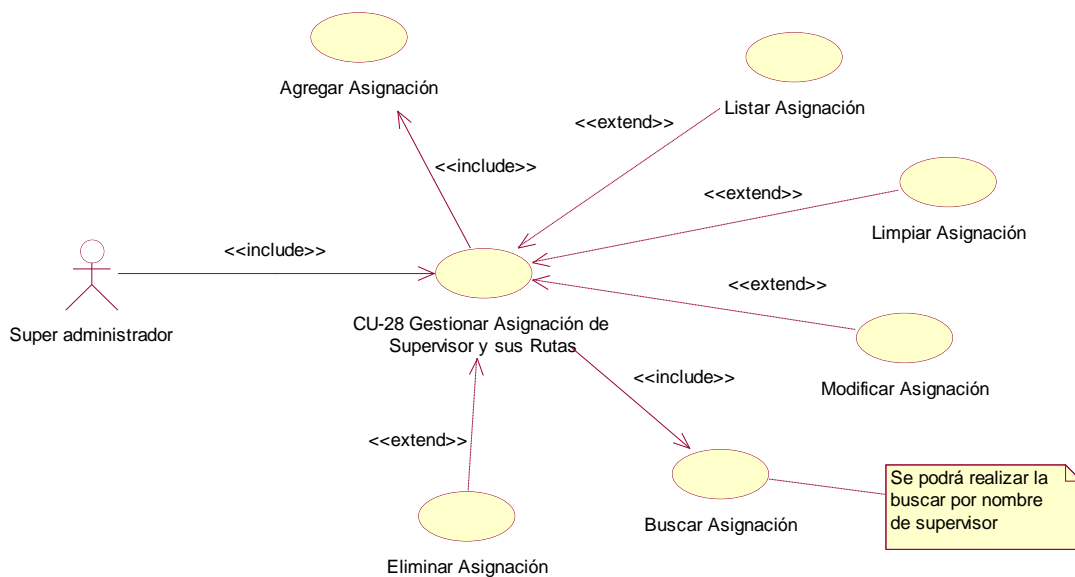 Agregar Asignación
Listar Asignación
<<extend>>
<<include>>
<<extend>>
Limpiar Asignación
<<include>>
<<extend>>
Super administrador
CU-28 Gestionar Asignación de
Supervisor y sus Rutas
<<include>>
Modificar Asignación
<<extend>>
Se podrá realizar la
buscar por nombre
de supervisor
Buscar Asignación
Eliminar Asignación